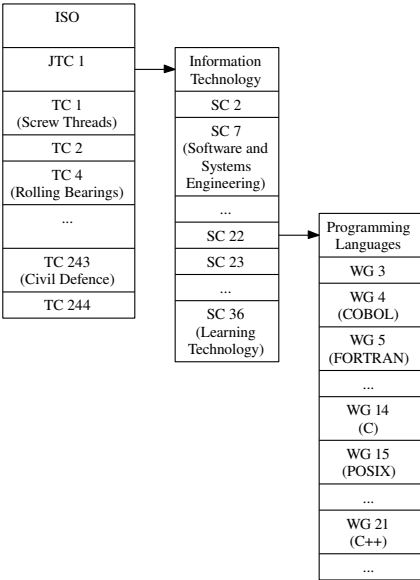 ISO
JTC 1
TC 1
(Screw Threads)
TC 2
TC 4
(Rolling Bearings)
...
TC 243
(Civil Defence)
TC 244
Information
Technology
SC 2
SC 7
(Software and
Systems
Engineering)
...
SC 22
SC 23
...
SC 36
(Learning
Technology)
Programming
Languages
WG 3
WG 4
(COBOL)
WG 5
(FORTRAN)
...
WG 14
(C)
WG 15
(POSIX)
...
WG 21
(C++)
...